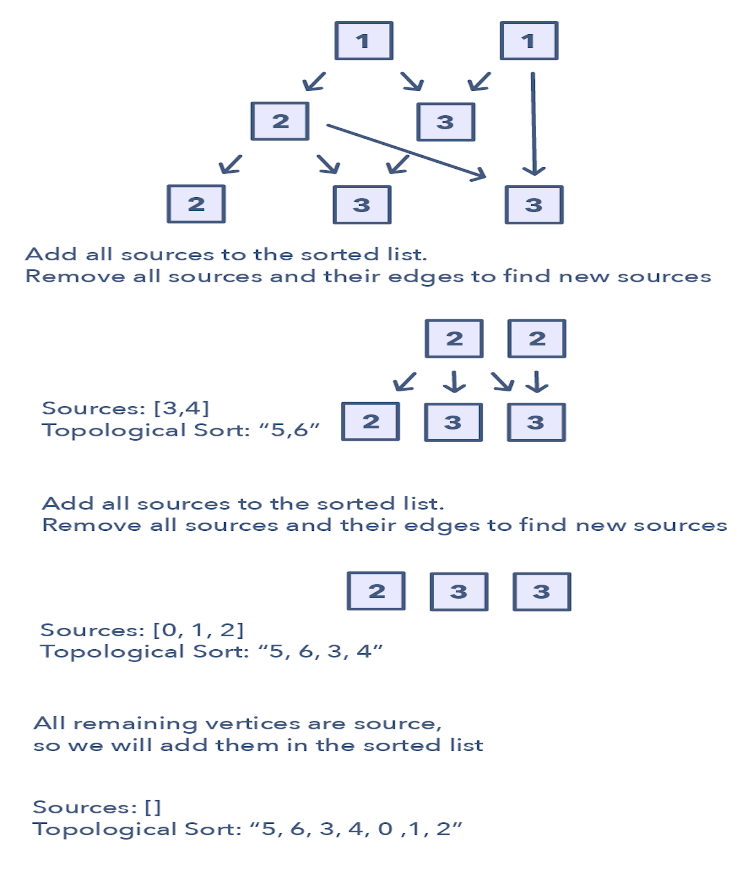 1 1
2 3
2 3 3
Add all sources to the sorted list.
Remove all sources and their edges to find new sources
2 2
Sources: [3,4]
Topological Sort: “5,6”
2 3 3
Add all sources to the sorted list.
Remove all sources and their edges to find new sources
2 3 3
Sources: [0, 1, 2]
Topological Sort: “5, 6, 3, 4”
All remaining vertices are source,
so we will add them in the sorted list
Sources: []
Topological Sort: “5, 6, 3, 4, 0 ,1, 2”